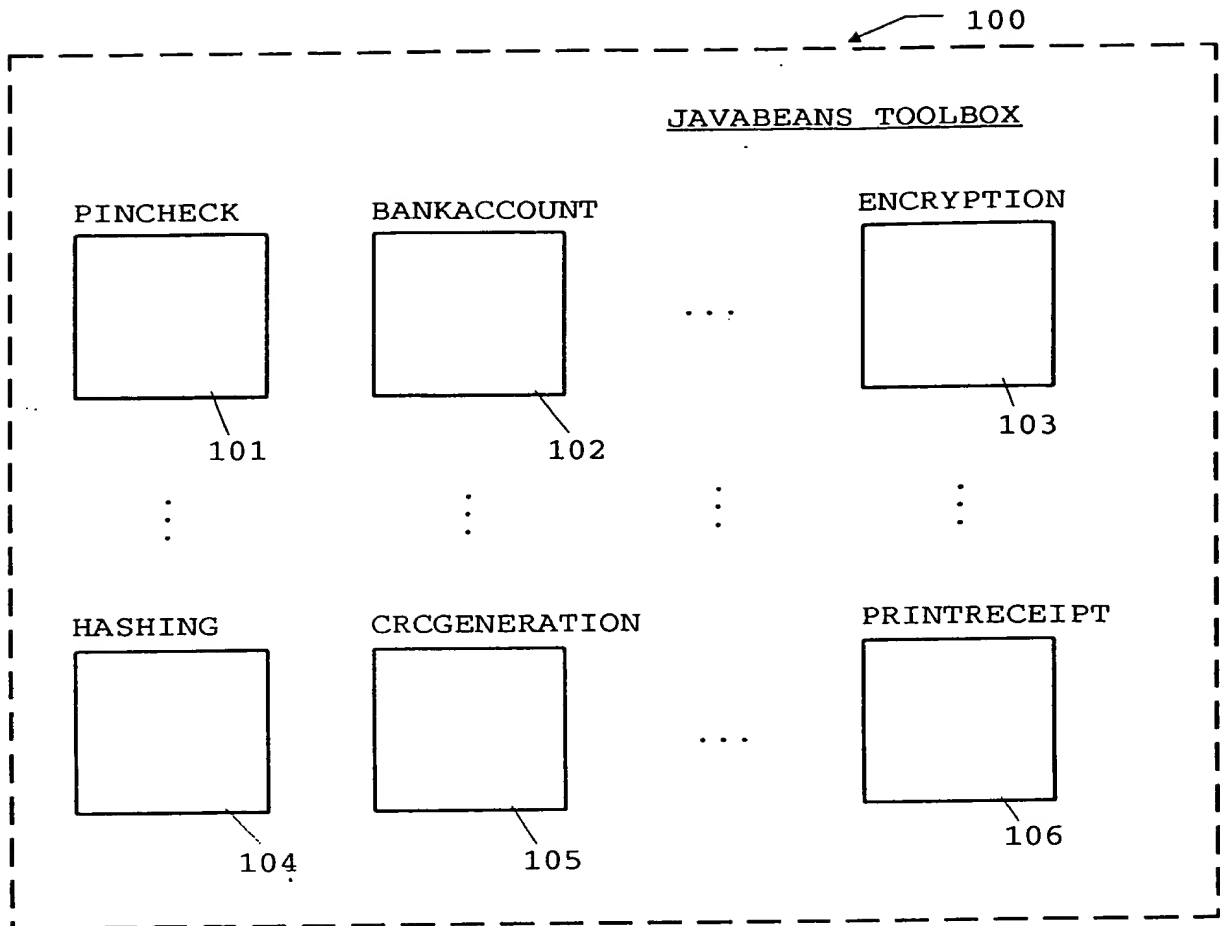 100
JAVABEANS TOOLBOX
PINCHECK
BANKACCOUNT
ENCRYPTION
...
101
102
103
HASHING
CRCGENERATION
PRINTRECEIPT
...
104
105
106